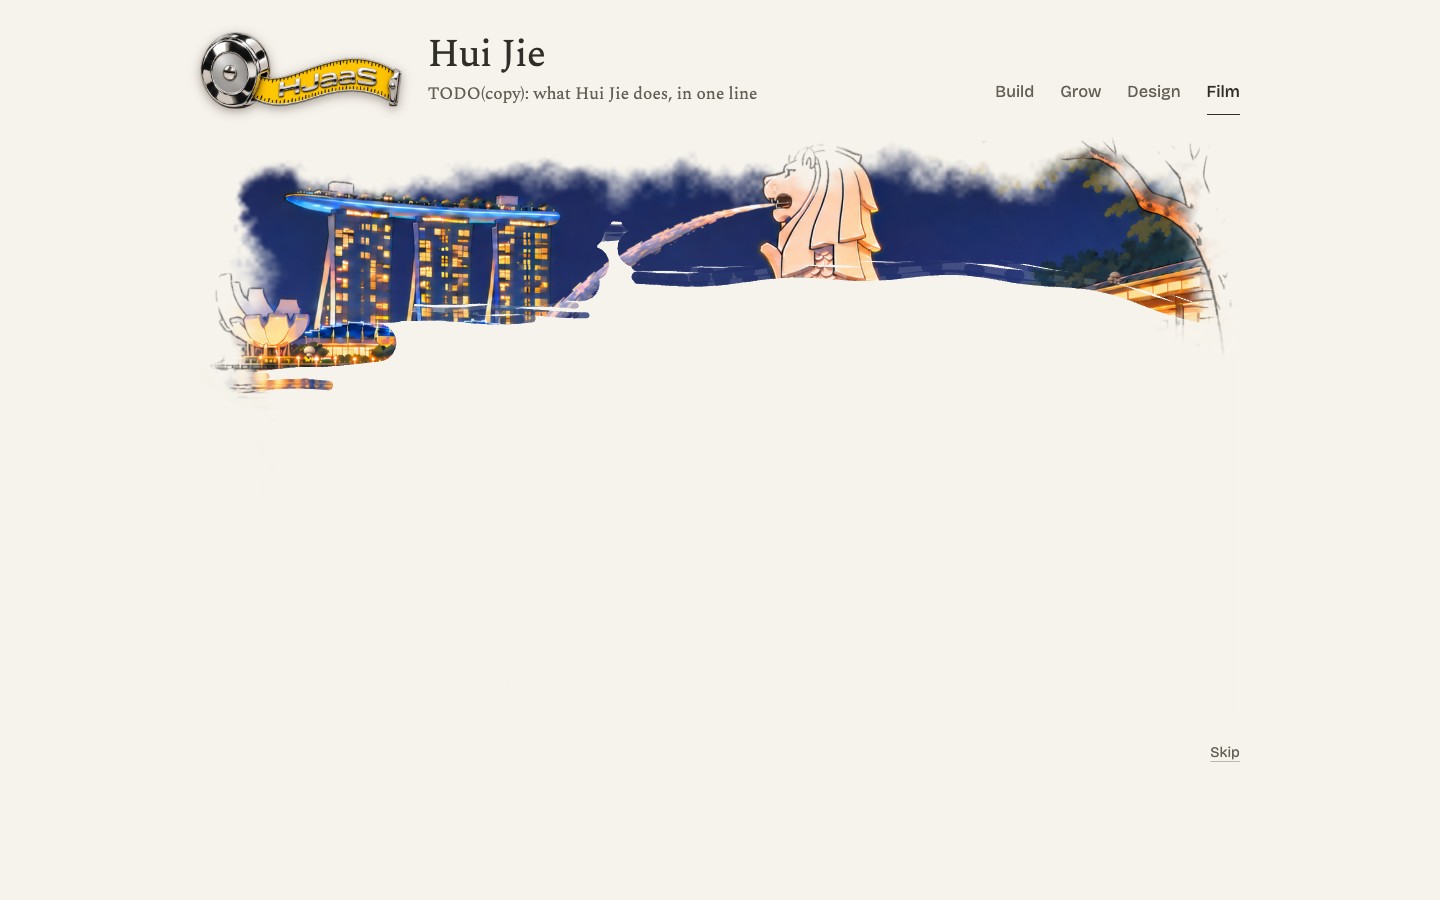 HJaaS
Hui Jie
TODO(copy): what Hui Jie does, in one line
Build
Grow
Design
Film
Skip